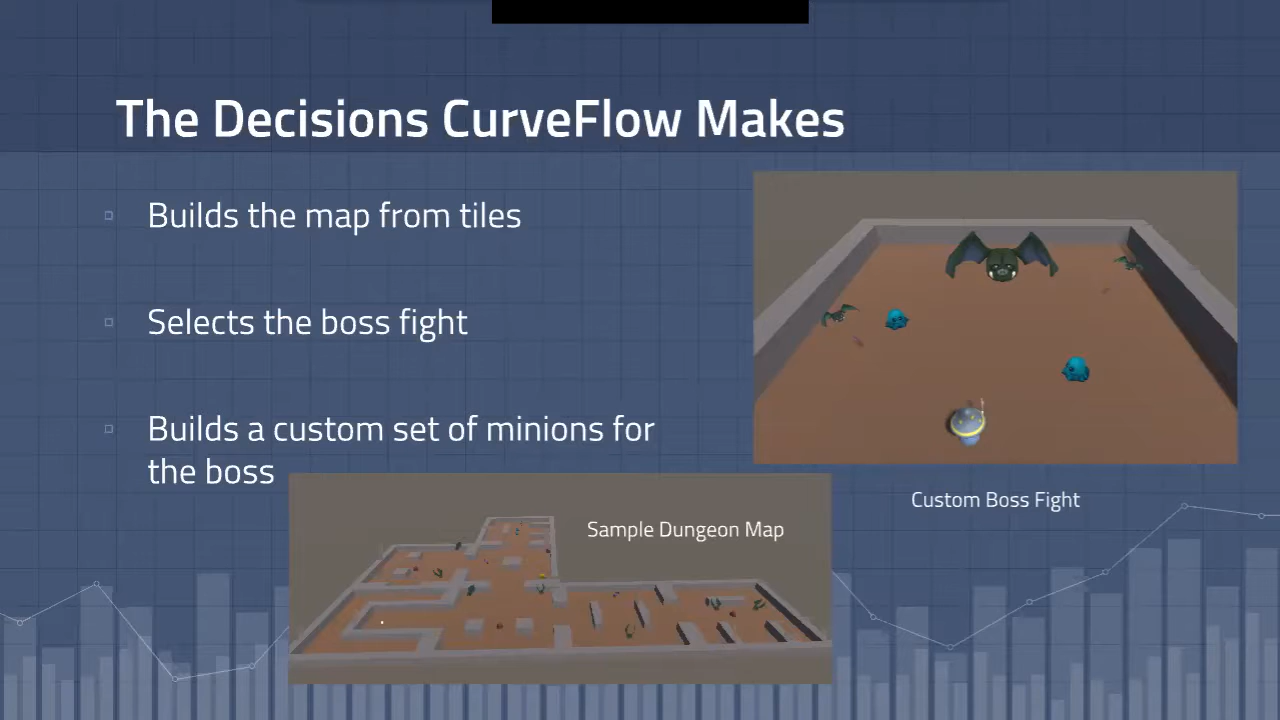 The Decisions CurveFlow Makes
Builds the map from tiles
Selects the boss fight
Builds a custom set of minions for
the boss
Custom Boss Fight
Sample Dungeon Map